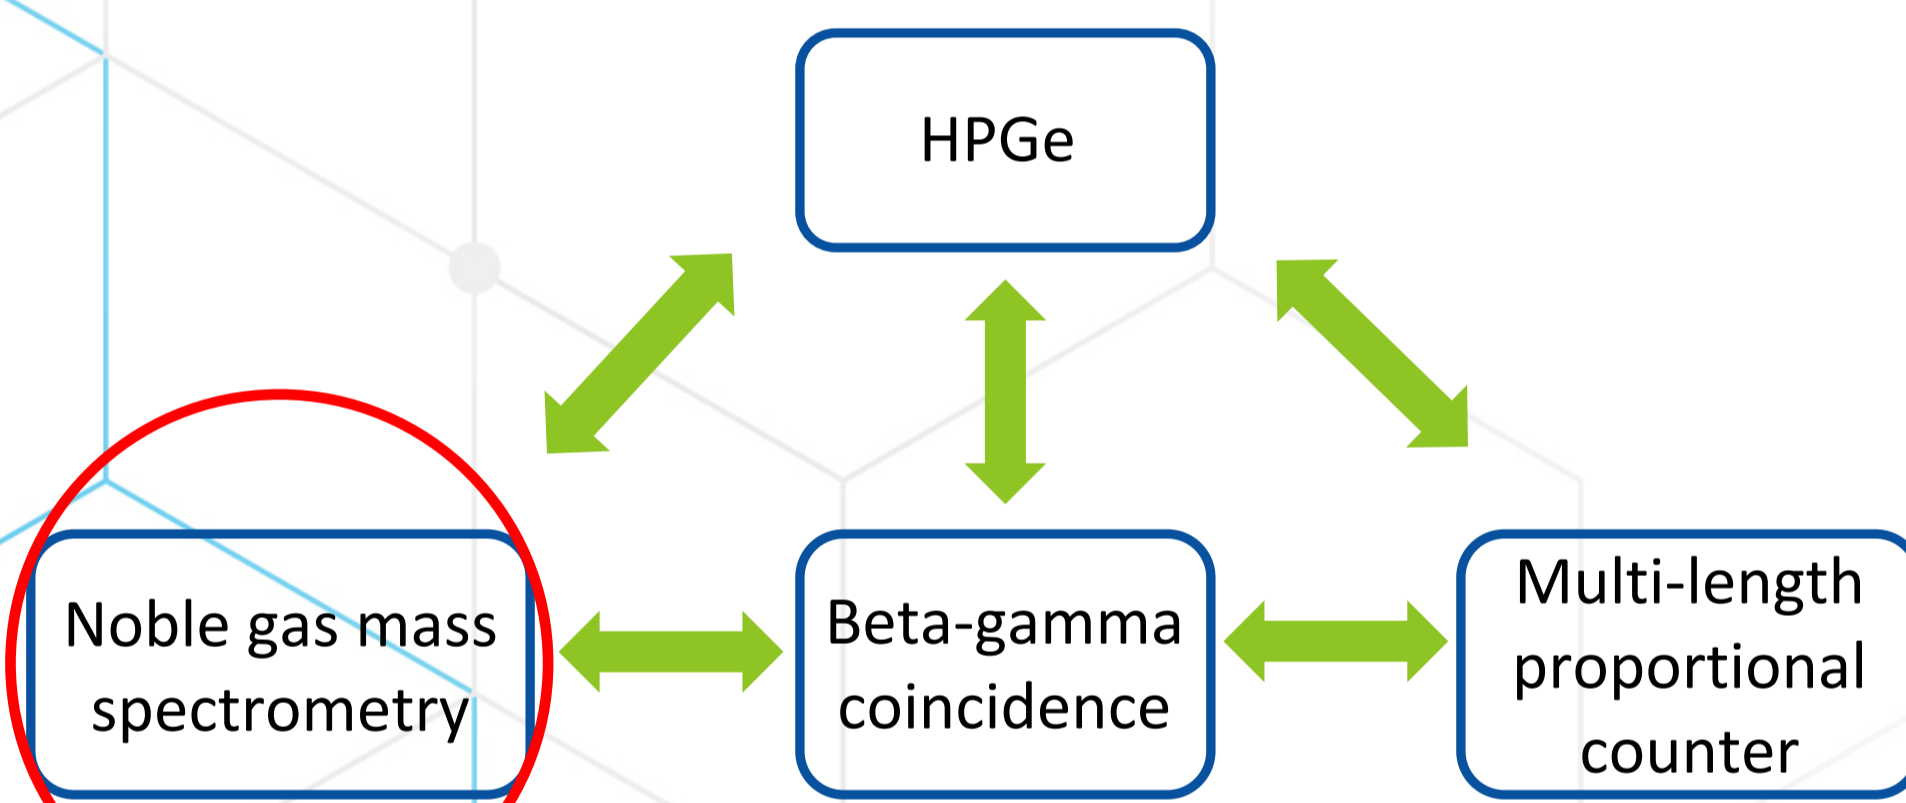 HPGe
Noble gas mass
spectrometry
Beta-gamma
coincidence
Multi-length
proportional
counter